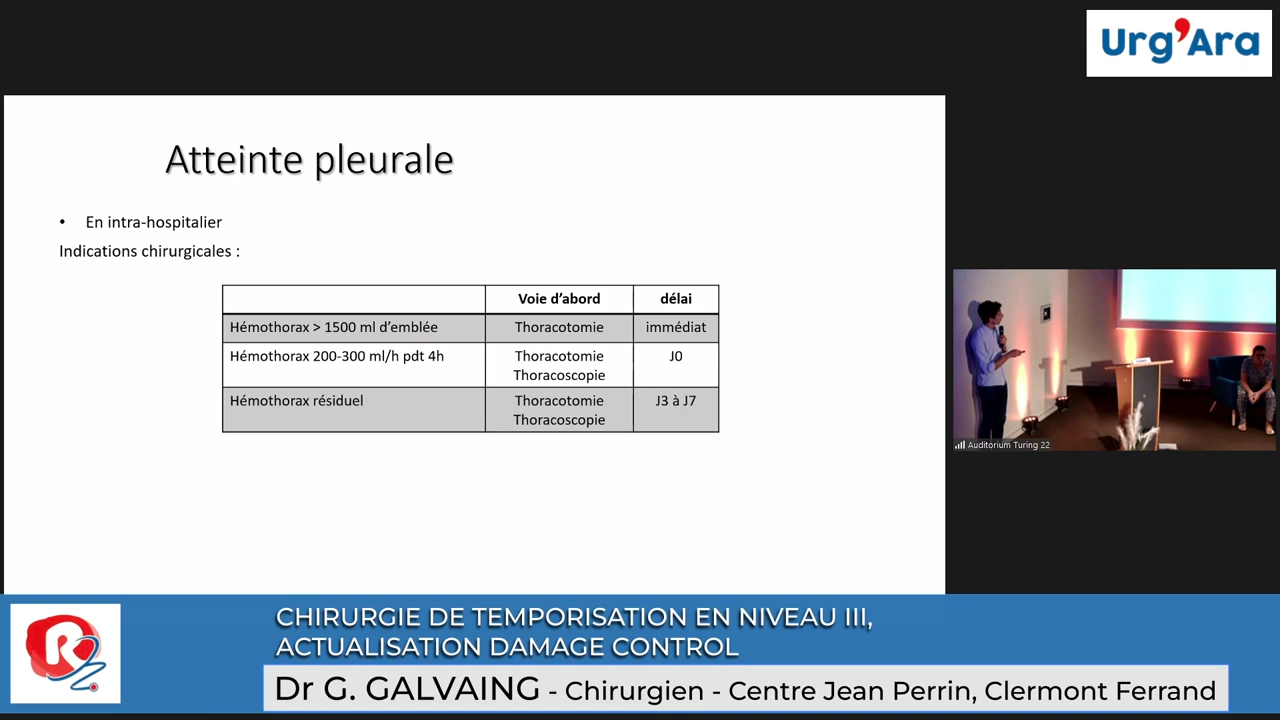 Urg'Ara
Atteinte pleurale
• En intra-hospitalier
Indications chirurgicales :
Voie d'abord délai
Hémothorax > 1500 ml d'emblée Thoracotomie immédiat
Hémothorax 200-300 ml/h pdt 4h Thoracotomie J0
Thoracoscopie
Hémothorax résiduel Thoracotomie J3 à J7
Thoracoscopie
Auditorium Turing 22
R
CHIRURGIE DE TEMPORISATION EN NIVEAU III,
ACTUALISATION DAMAGE CONTROL
Dr G. GALVAING - Chirurgien - Centre Jean Perrin, Clermont Ferrand